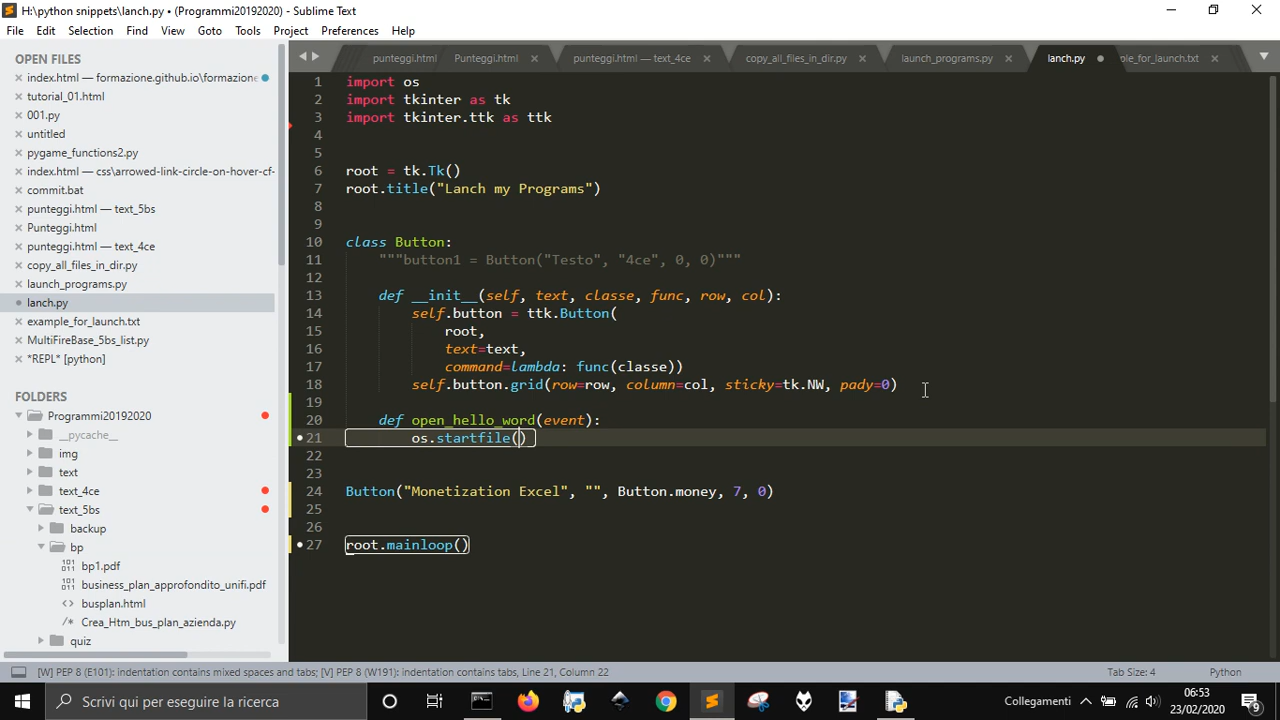 H:\python snippets\lanch.py • (Programmi20192020) - Sublime Text
File Edit Selection Find View Goto Tools Project Preferences Help
OPEN FILES
index.html — formazione.github.io\formazione
tutorial_01.html
001.py
untitled
pygame_functions2.py
index.html — css\arrowed-link-circle-on-hover-cf-
commit.bat
punteggi.html — text_5bs
Punteggi.html
punteggi.html — text_4ce
copy_all_files_in_dir.py
launch_programs.py
lanch.py
example_for_launch.txt
MultiFireBase_5bs_list.py
*REPL* [python]
FOLDERS
Programmi20192020
__pycache__
img
text
text_4ce
text_5bs
backup
bp
bp1.pdf
business_plan_approfondito_unifi.pdf
busplan.html
Crea_Htm_bus_plan_azienda.py
quiz
punteggi.html Punteggi.html punteggi.html — text_4ce copy_all_files_in_dir.py launch_programs.py lanch.py ple_for_launch.txt
1 import os
2 import tkinter as tk
3 import tkinter.ttk as ttk
4
5
6 root = tk.Tk()
7 root.title("Lanch my Programs")
8
9
10 class Button:
11 """button1 = Button("Testo", "4ce", 0, 0)"""
12
13 def __init__(self, text, classe, func, row, col):
14 self.button = ttk.Button(
15 root,
16 text=text,
17 command=lambda: func(classe))
18 self.button.grid(row=row, column=col, sticky=tk.NW, pady=0)
19
20 def open_hello_word(event):
21 os.startfile()
22
23
24 Button("Monetization Excel", "", Button.money, 7, 0)
25
26
27 root.mainloop()
[W] PEP 8 (E101): indentation contains mixed spaces and tabs; [V] PEP 8 (W191): indentation contains tabs, Line 21, Column 22 Tab Size: 4 Python
Scrivi qui per eseguire la ricerca Collegamenti 06:53
23/02/2020 9